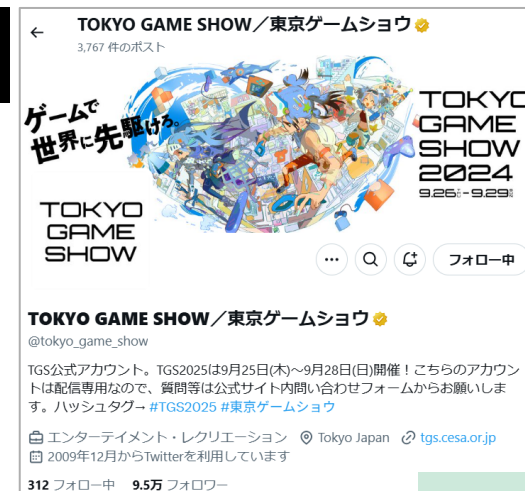 TOKYO GAME SHOW／東京ゲームショウ
3,767 件のポスト
ゲームで
世界に先駆けろ。
TOKYO
GAME
SHOW
2024
9.26 - 9.29
TOKYO
GAME
SHOW
フォロー中
TOKYO GAME SHOW／東京ゲームショウ
@tokyo_game_show
TGS公式アカウント。TGS2025は9月25日(木)～9月28日(日)開催！こちらのアカウン
トは配信専用なので、質問等は公式サイト内問い合わせフォームからお願いしま
す。ハッシュタグ→ #TGS2025 #東京ゲームショウ
エンターテイメント・レクリエーション Tokyo Japan tgs.cesa.or.jp
2009年12月からTwitterを利用しています
312 フォロー中 9.5万 フォロワー